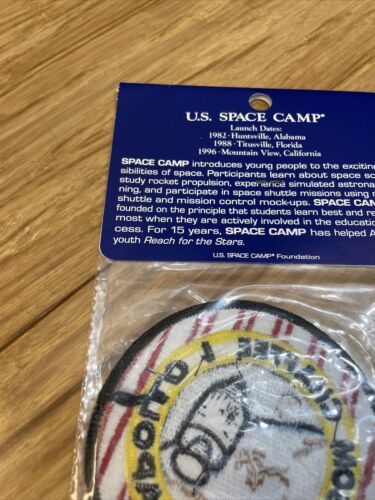 U.S. SPACE CAMP®
Launch Dates:
1982 · Huntsville, Alabama
1988 · Titusville, Florida
1996 · Mountain View, California
SPACE CAMP introduces young people to the exciting
sibilities of space. Participants learn about space sc
study rocket propulsion, experience simulated astrona
ning, and participate in space shuttle missions using
shuttle and mission control mock-ups. SPACE CAM
founded on the principle that students learn best and re
most when they are actively involved in the educatio
cess. For 15 years, SPACE CAMP has helped A
youth Reach for the Stars.
U.S. SPACE CAMP® Foundation